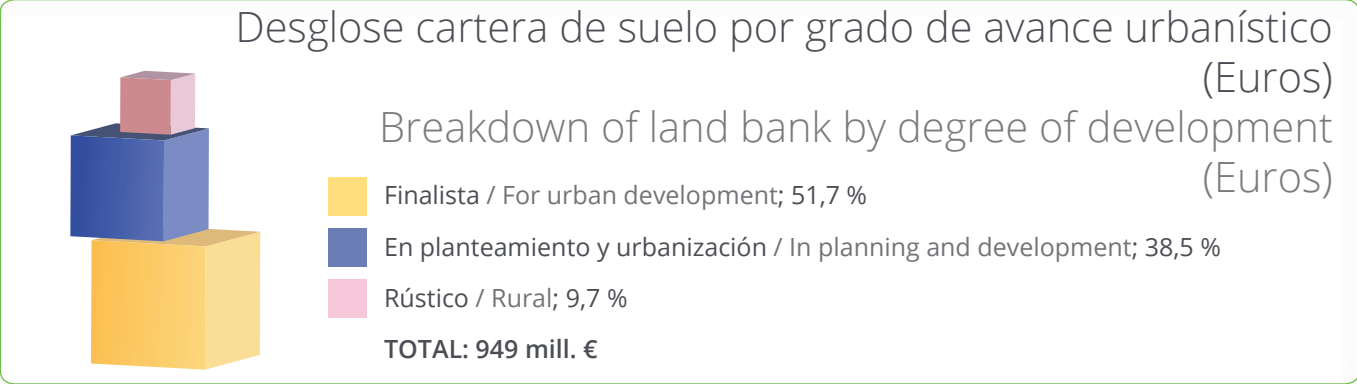 Desglose cartera de suelo por grado de avance urbanístico
(Euros)
Breakdown of land bank by degree of development
(Euros)
Finalista / For urban development; 51,7 %
En planteamiento y urbanización / In planning and development; 38,5 %
Rústico / Rural; 9,7 %
TOTAL: 949 mill. €